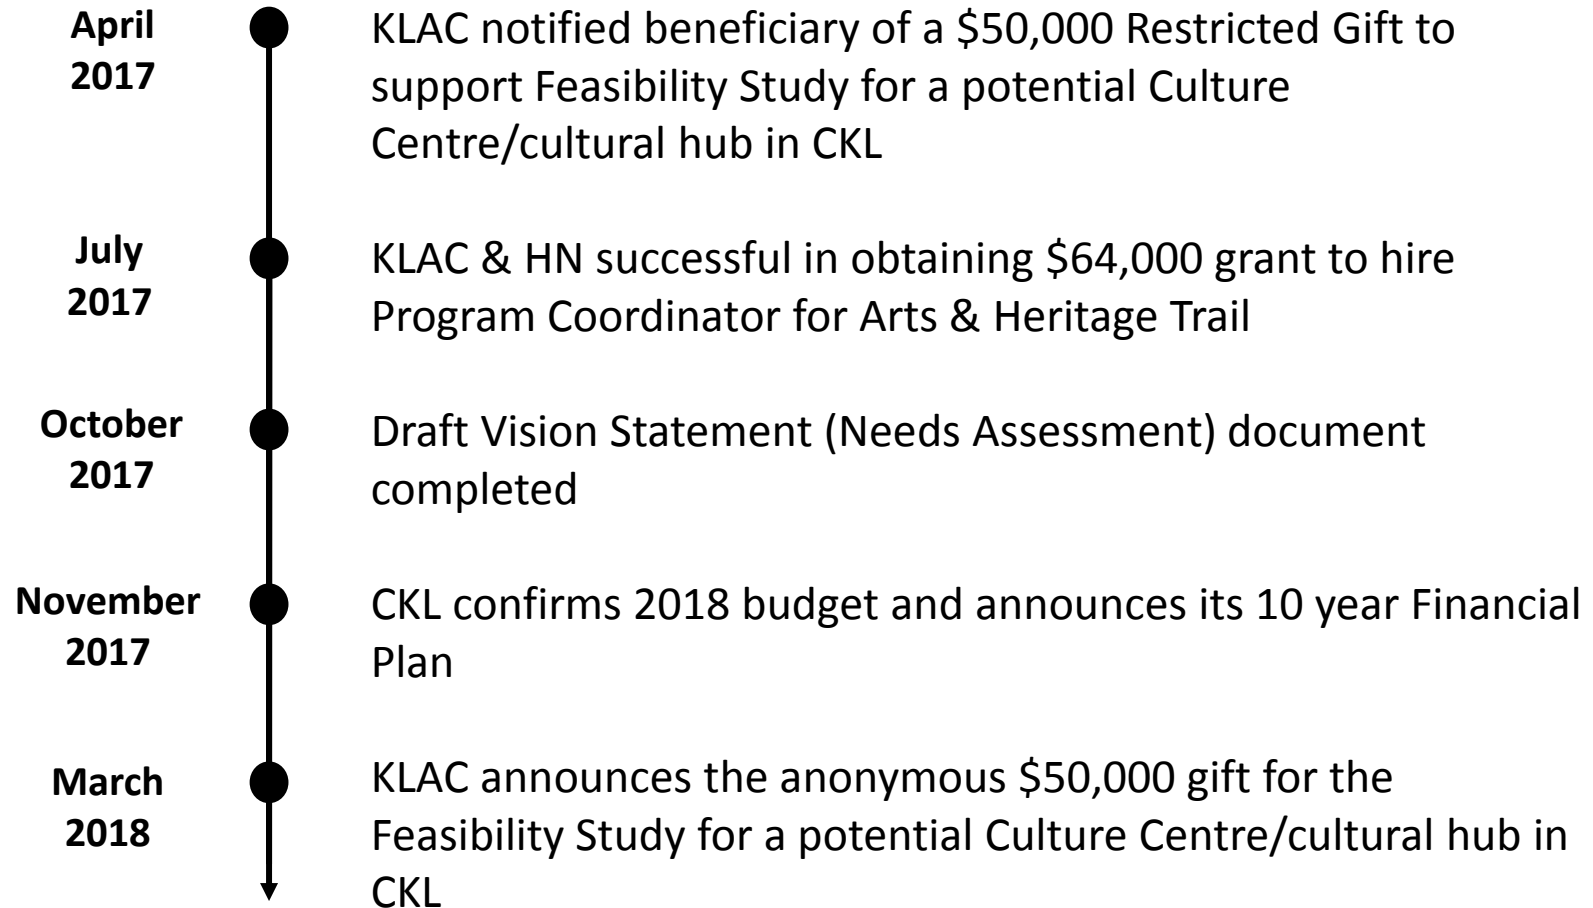 April
2017
KLAC notified beneficiary of a $50,000 Restricted Gift to
support Feasibility Study for a potential Culture
Centre/cultural hub in CKL
July
2017
KLAC & HN successful in obtaining $64,000 grant to hire
Program Coordinator for Arts & Heritage Trail
October
2017
Draft Vision Statement (Needs Assessment) document
completed
November
2017
CKL confirms 2018 budget and announces its 10 year Financial
Plan
March
2018
KLAC announces the anonymous $50,000 gift for the
Feasibility Study for a potential Culture Centre/cultural hub in
CKL